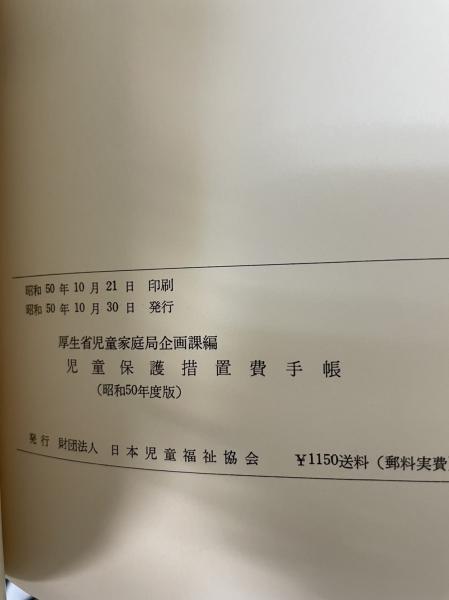 昭和 50 年 10 月 21 日 印刷
昭和 50 年 10 月 30 日 発行
厚生省児童家庭局企画課編
児童保護措置費手帳
(昭和50年度版)
発行 財団法人 日本児童福祉協会 ¥1150送料(郵料実費)